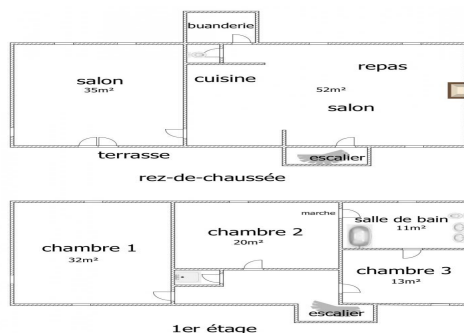 buanderie
salon
35m²
cuisine
repas
52m²
salon
terrasse
escalier
rez-de-chaussée
marche
chambre 1
32m²
chambre 2
20m²
salle de bain
11m²
chambre 3
13m²
escalier
1er étage